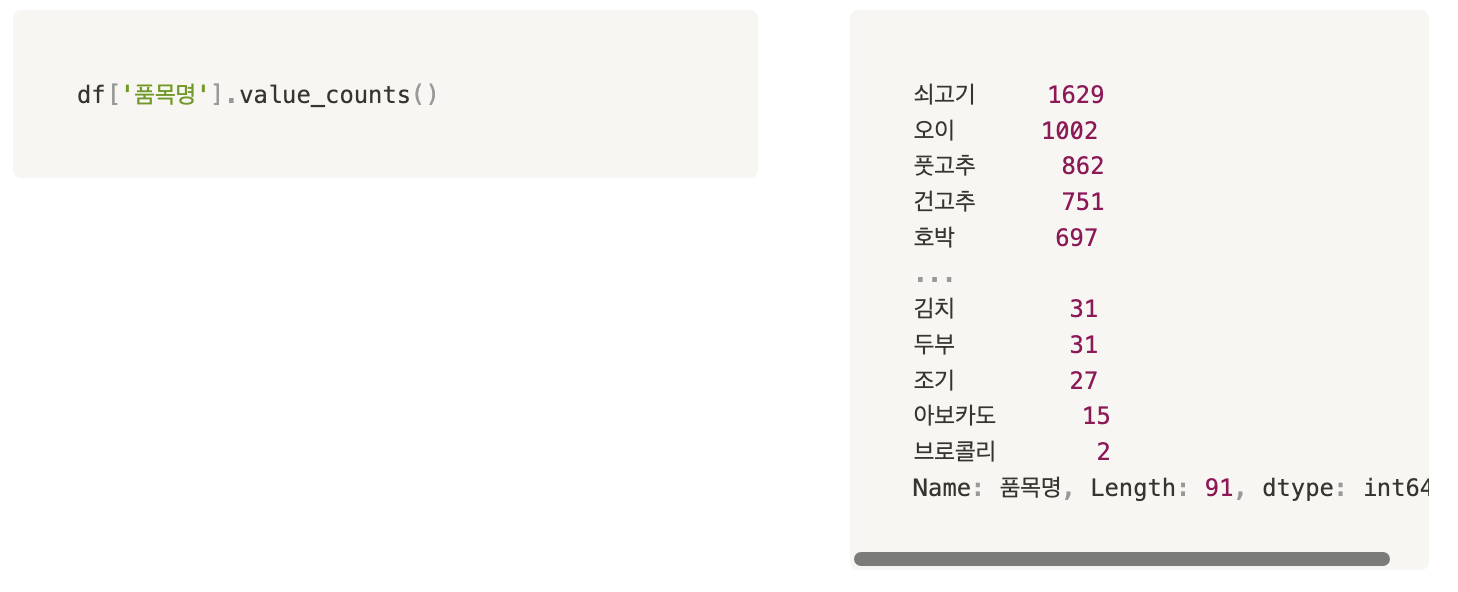 df['품목명'].value_counts()
쇠고기 1629
오이 1002
풋고추 862
건고추 751
호박 697
...
김치 31
두부 31
조기 27
아보카도 15
브로콜리 2
Name: 품목명, Length: 91, dtype: int64